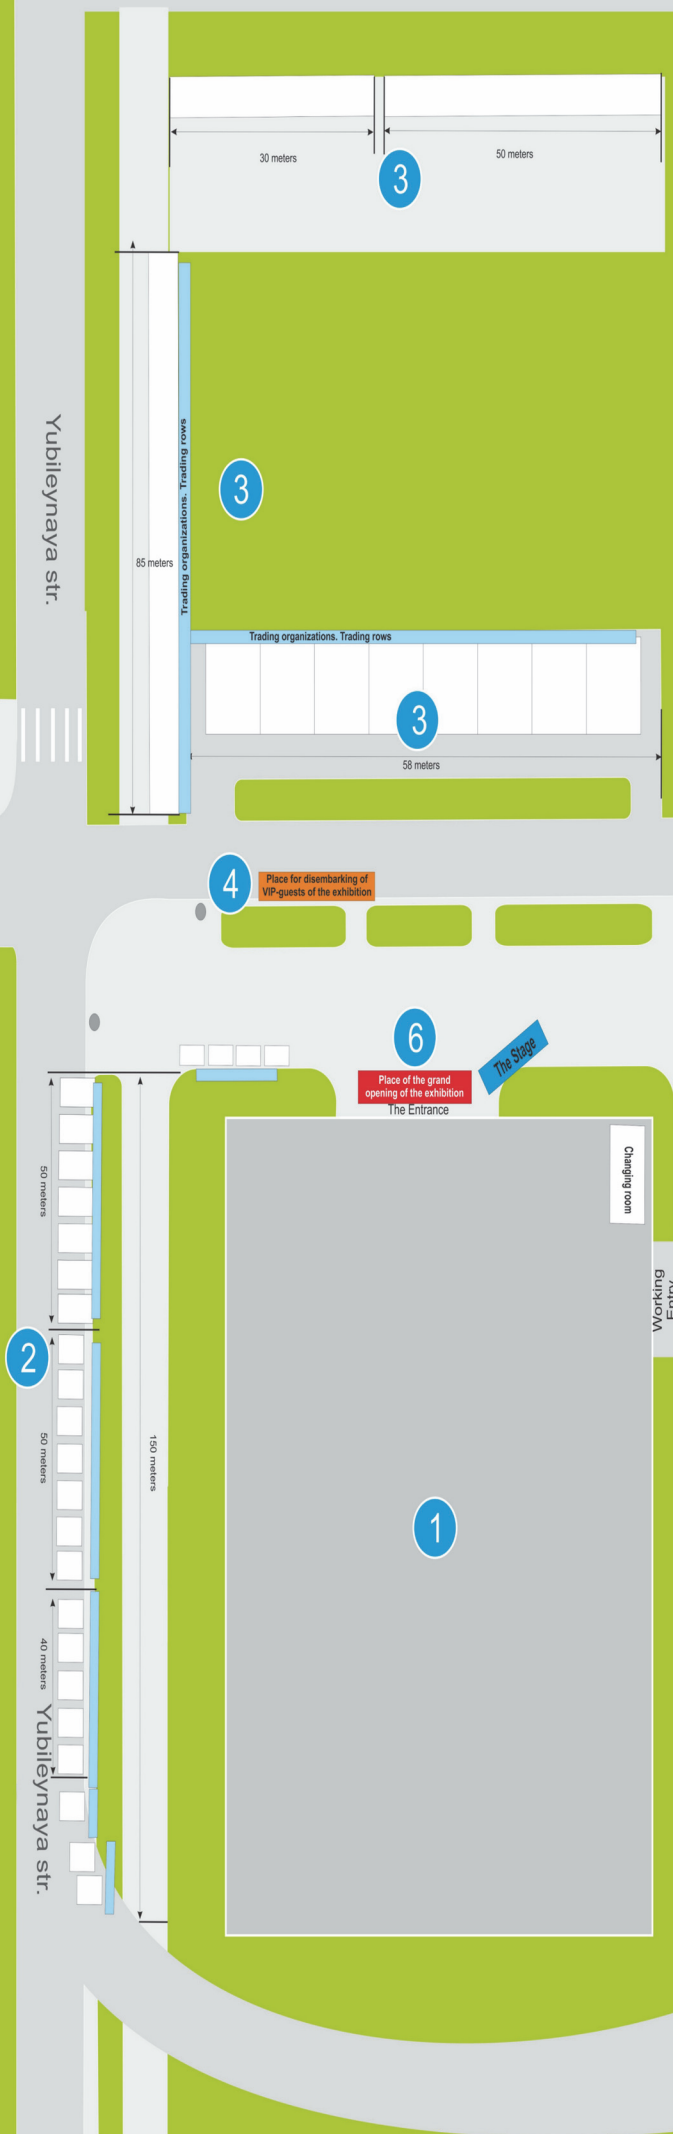 30 meters
50 meters
3
Yubileynaya str.
Trading organizations. Trading rows
3
85 meters
Trading organizations. Trading rows
3
58 meters
4
Place for disembarking of
VIP-guests of the exhibition
6
The Stage
Place of the grand
opening of the exhibition
The Entrance
Changing room
50 meters
Working
Entry
2
50 meters
150 meters
1
40 meters
Yubileynaya str.